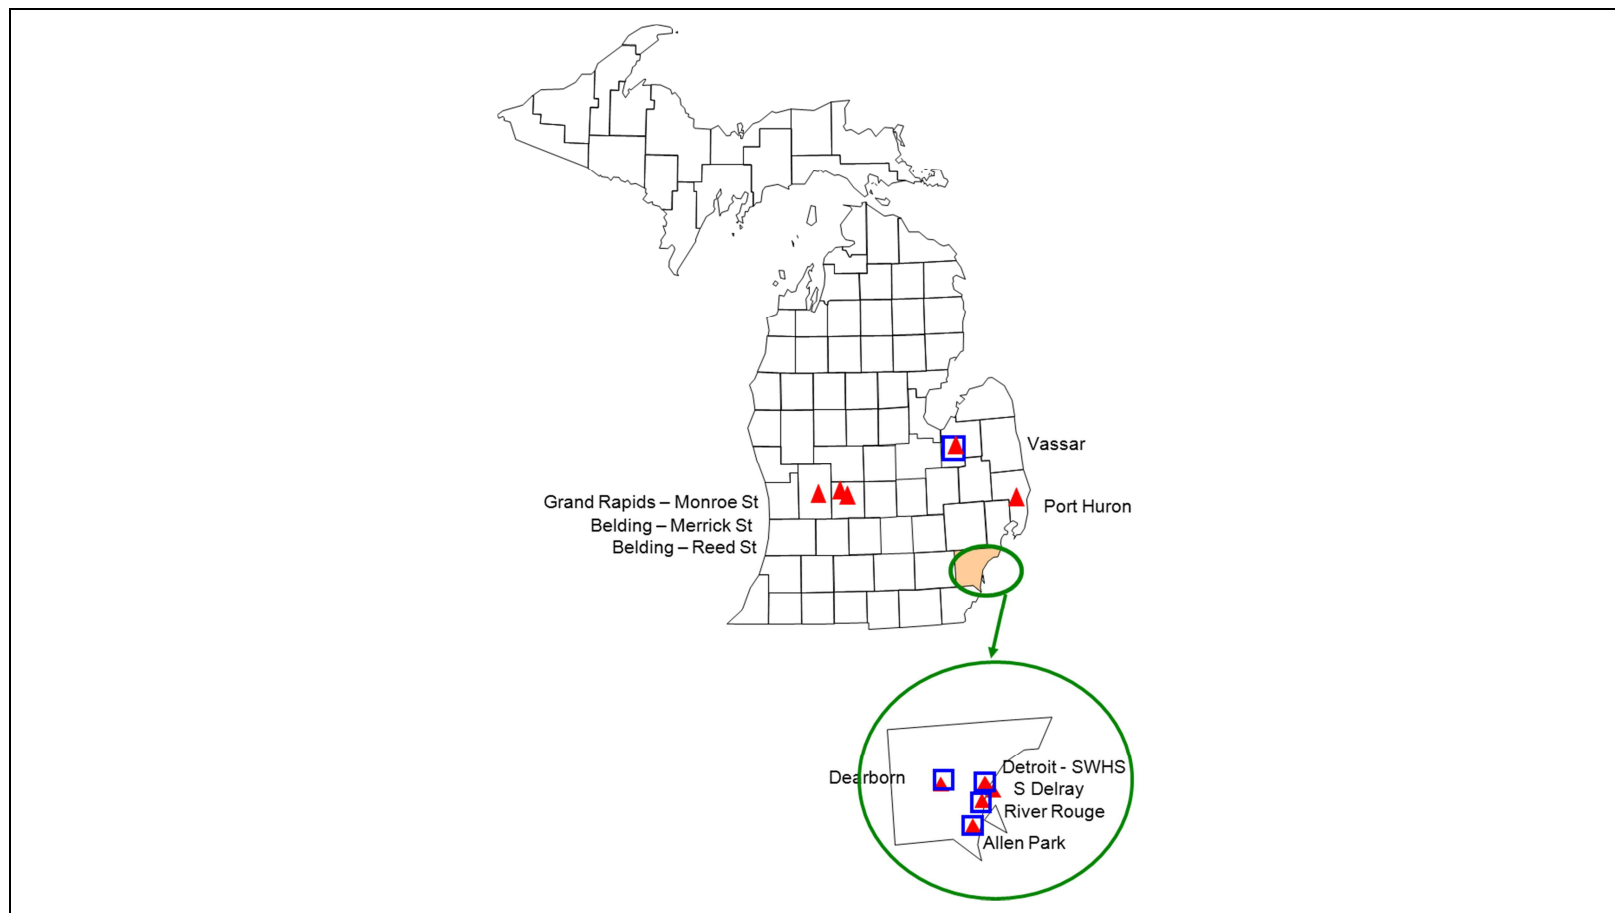 Vassar
Grand Rapids – Monroe St
Port Huron
Belding – Merrick St
Belding – Reed St
Detroit - SWHS
Dearborn
S Delray
River Rouge
Allen Park